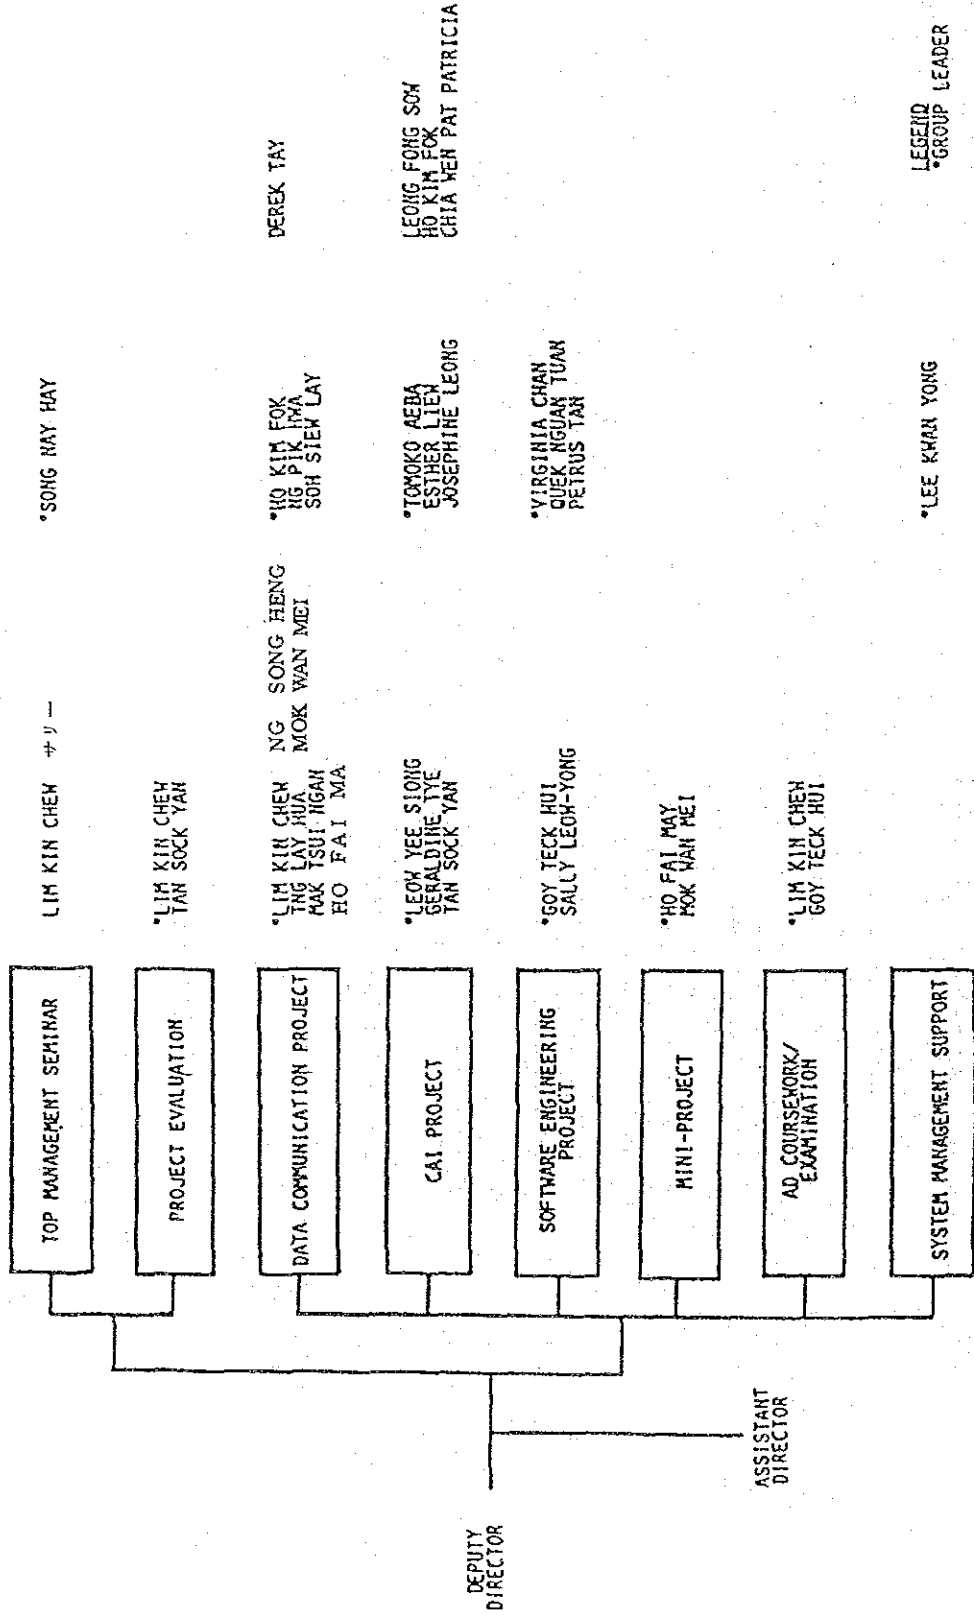 DEPUTY
DIRECTOR
ASSISTANT
DIRECTOR
TOP MANAGEMENT SEMINAR
LIM KIN CHEW サリー
*SONG NAY HAY
PROJECT EVALUATION
*LIM KIN CHEW
TAN SOCK YAN
DATA COMMUNICATION PROJECT
*LIM KIN CHEW
TNG LAY HUA
MAK TSUI NGAN
HO FAI MA
NG SONG HENG
MOK WAN MEI
*HO KIM FOK
NG PIK HWA
SOH SIEW LAY
DEREK TAY
CAI PROJECT
*LEOW YEE SIONG
GERALDINE TYE
TAN SOCK YAN
*TOMOKO AEBA
ESTHER LIEW
JOSEPHINE LEONG
LEONG FONG SOW
HO KIM FOK
CHIA WEN PAT PATRICIA
SOFTWARE ENGINEERING
PROJECT
*GOY TECK HUI
SALLY LEOW-YONG
*VIRGINIA CHAN
QUEK NGUAN TUAN
PETRUS TAN
MINI-PROJECT
*HO FAI MAY
MOK WAN MEI
AD COURSEWORK/
EXAMINATION
*LIM KIN CHEW
GOY TECK HUI
SYSTEM MANAGEMENT SUPPORT
*LEE KWAN YONG
LEGEND
*GROUP LEADER